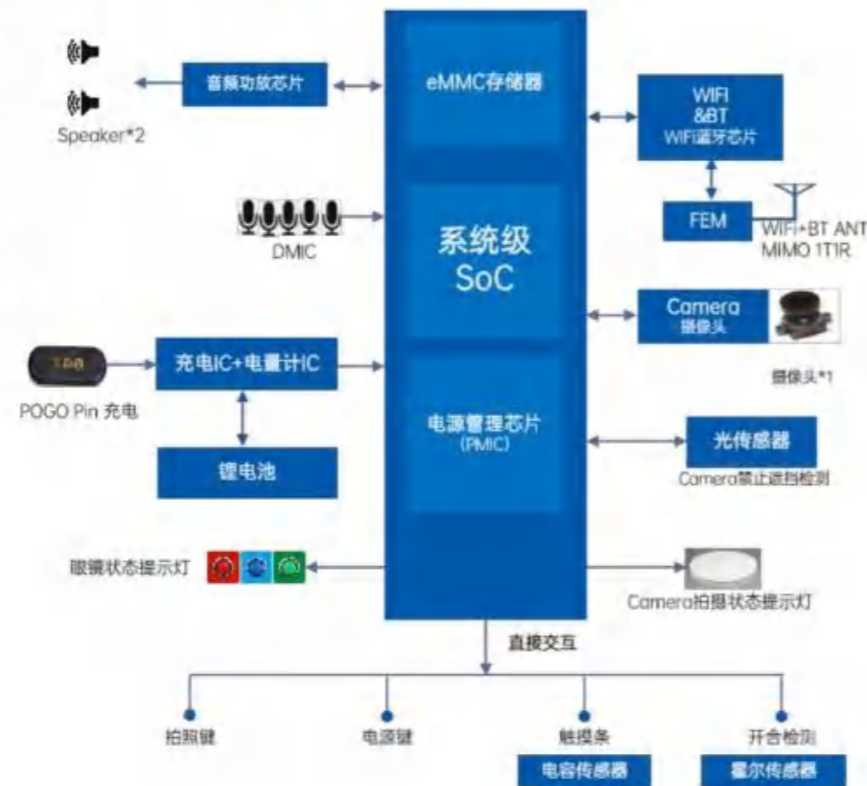 音频功放芯片
eMMC存储器
WIFI
&BT
WiFi蓝牙芯片
Speaker*2
FEM
WiFi+BT ANT
MIMO 1T1R
DMIC
系统级
SoC
Camera
摄像头
摄像头*1
充电IC+电量计IC
POGO Pin 充电
电源管理芯片
(PMIC)
光传感器
Camera禁止遮挡检测
锂电池
眼镜状态提示灯
Camera拍摄状态提示灯
直接交互
拍照键
电源键
触摸条
开合检测
电容传感器
霍尔传感器